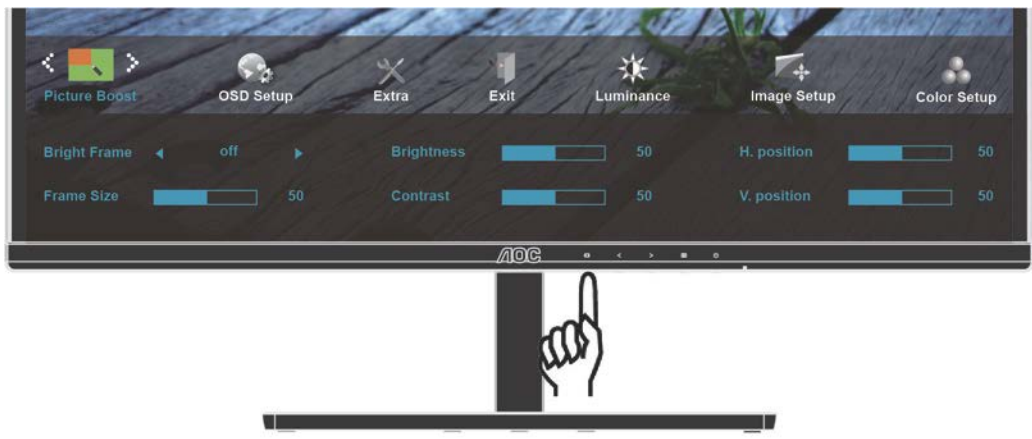 Picture Boost OSD Setup Extra Exit Luminance Image Setup Color Setup
Bright Frame off Brightness 50 H. position 50
Frame Size 50 Contrast 50 V. position 50
AOC